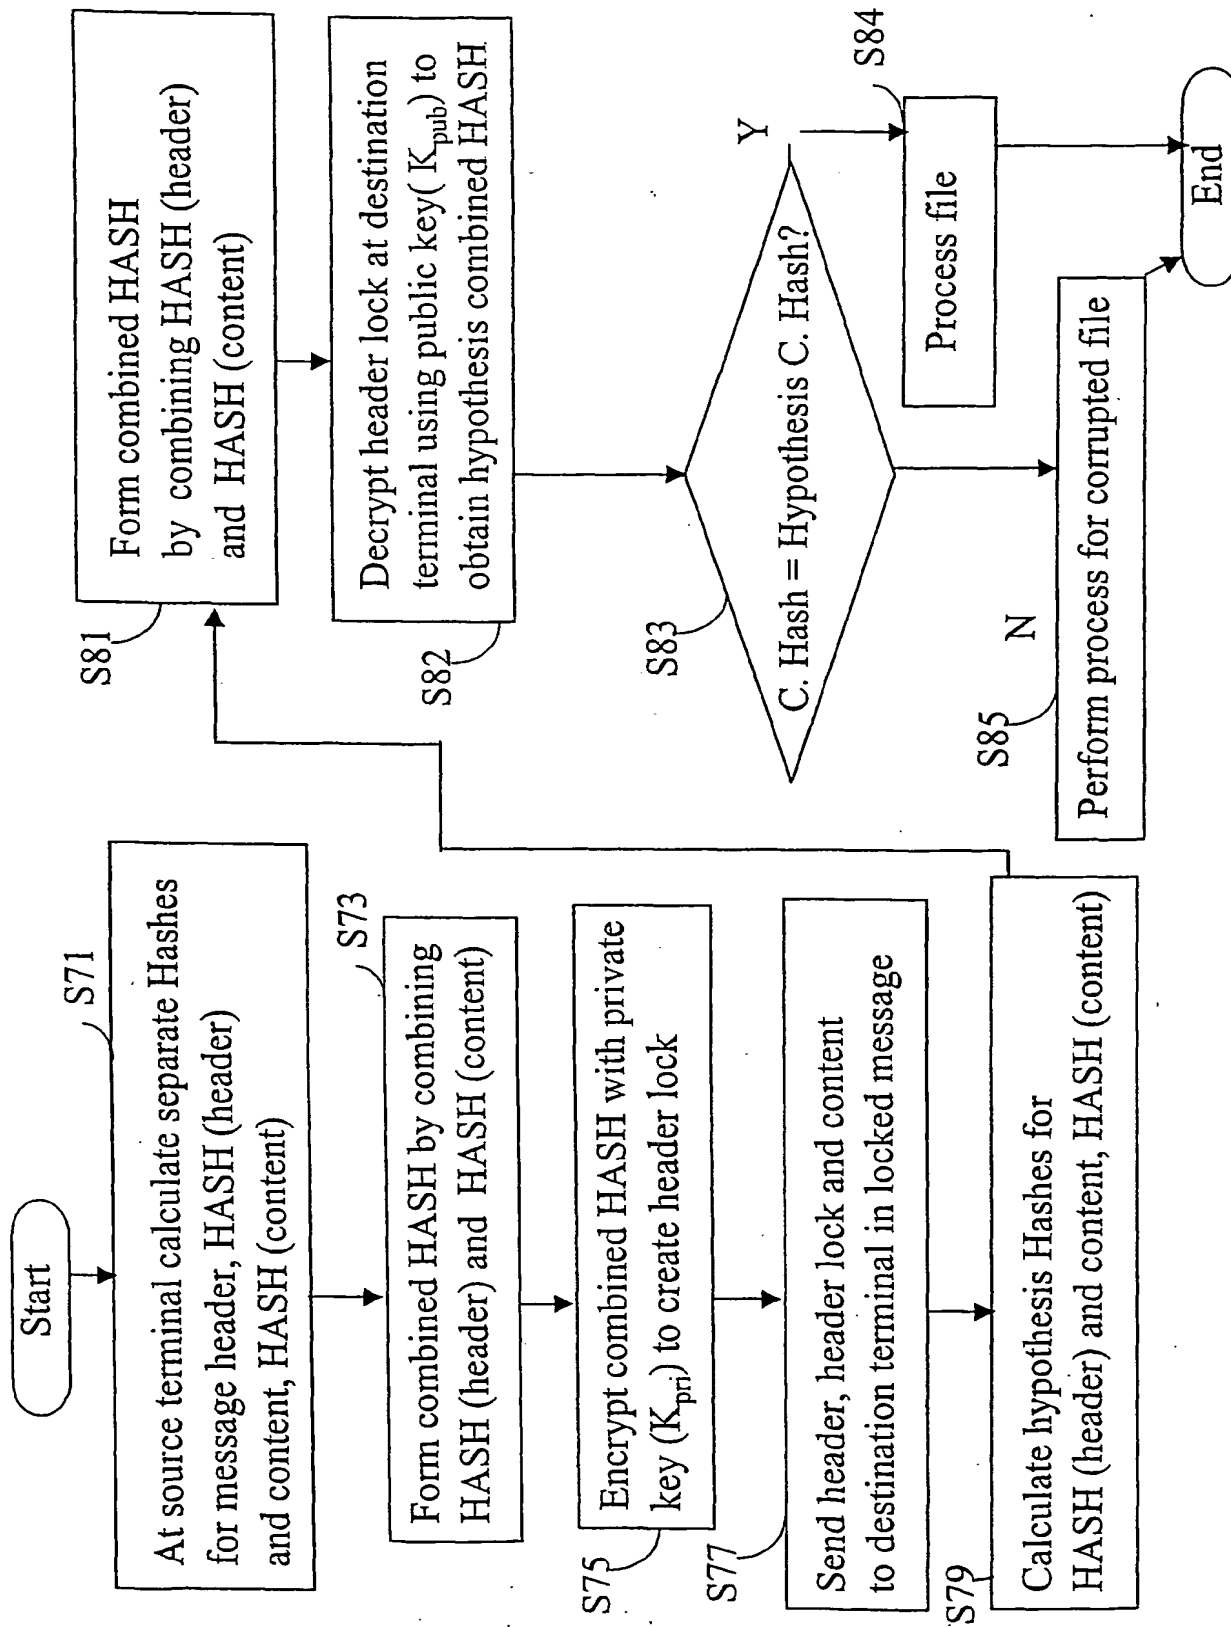 Start
S71
At source terminal calculate separate Hashes
for message header, HASH (header)
and content, HASH (content)
S73
Form combined HASH by combining
HASH (header) and HASH (content)
S75
Encrypt combined HASH with private
key (Kpri) to create header lock
S77
Send header, header lock and content
to destination terminal in locked message
S79
Calculate hypothesis Hashes for
HASH (header) and content, HASH (content)
S81
Form combined HASH
by combining HASH (header)
and HASH (content)
S82
Decrypt header lock at destination
terminal using public key( Kpub) to
obtain hypothesis combined HASH
S83
C. Hash = Hypothesis C. Hash?
Y
S84
Process file
N
S85
Perform process for corrupted file
End